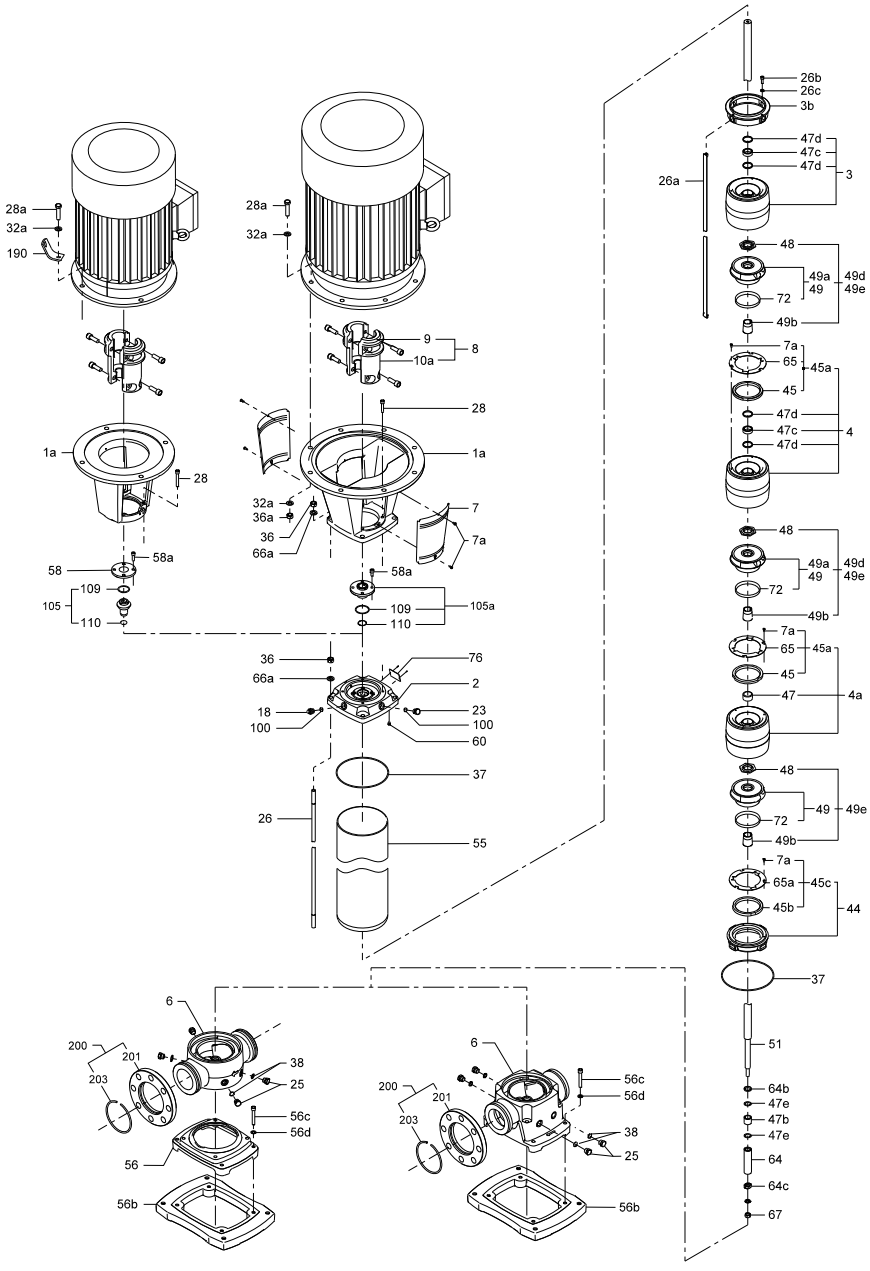 26b
26c
3b
47d
47c
47d
3
26a
28a
32a
190
28a
32a
48
49a
49
49d
49e
72
49b
9
10a
8
7a
65
45a
45
47d
47c
47d
4
28
1a
28
1a
32a
36a
36
66a
7
7a
48
49a
49
49d
49e
72
49b
58a
58
109
105
110
58a
109
105a
110
7a
65
45a
45
47
4a
36
66a
76
2
18
100
23
100
60
48
49
49e
72
49b
37
26
55
7a
65a
45c
45b
44
37
6
200
201
203
38
25
56c
56d
56
56b
6
200
201
203
56c
56d
38
25
56b
51
64b
47e
47b
47e
64
64c
67